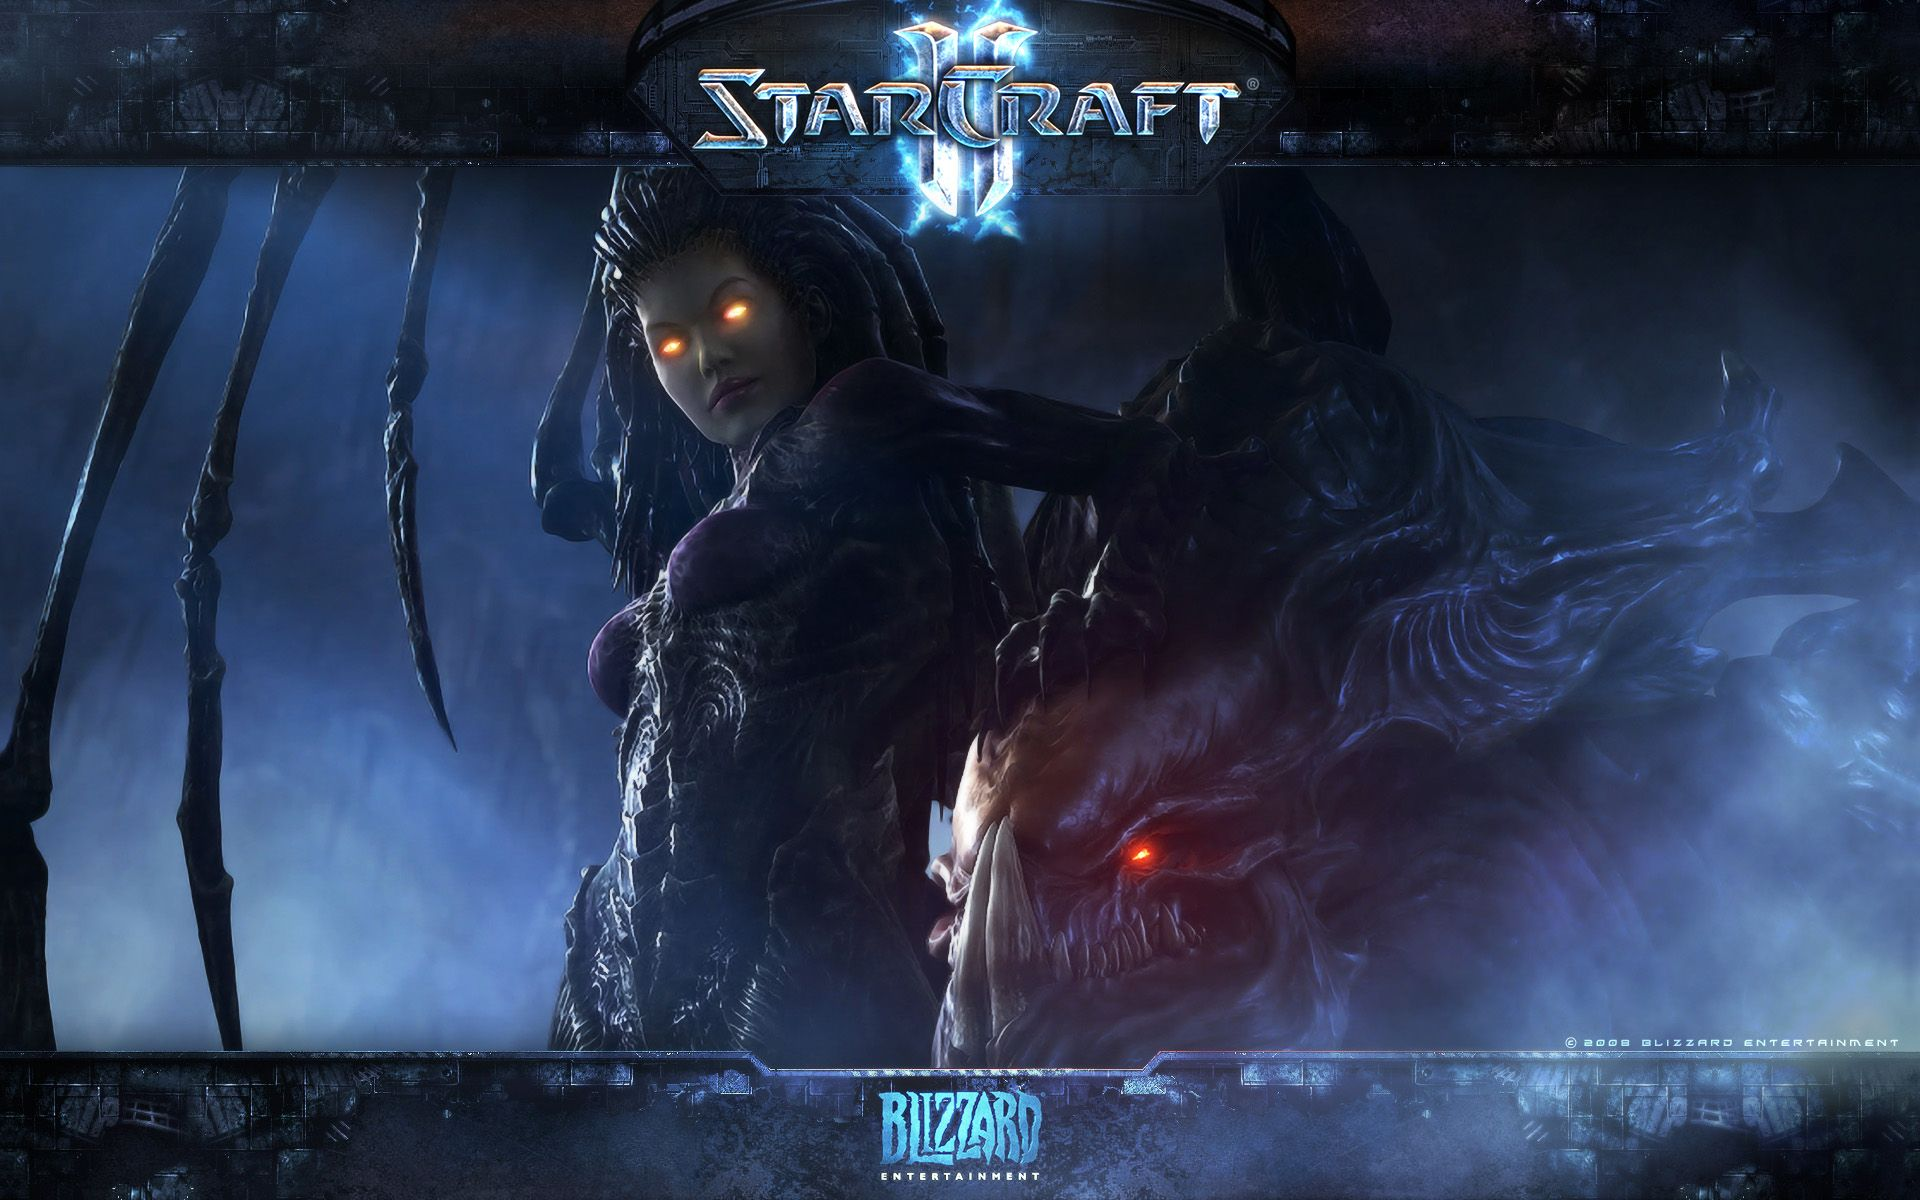 STARCRAFT®
II
© 2008 BLIZZARD ENTERTAINMENT
BLIZZARD
ENTERTAINMENT